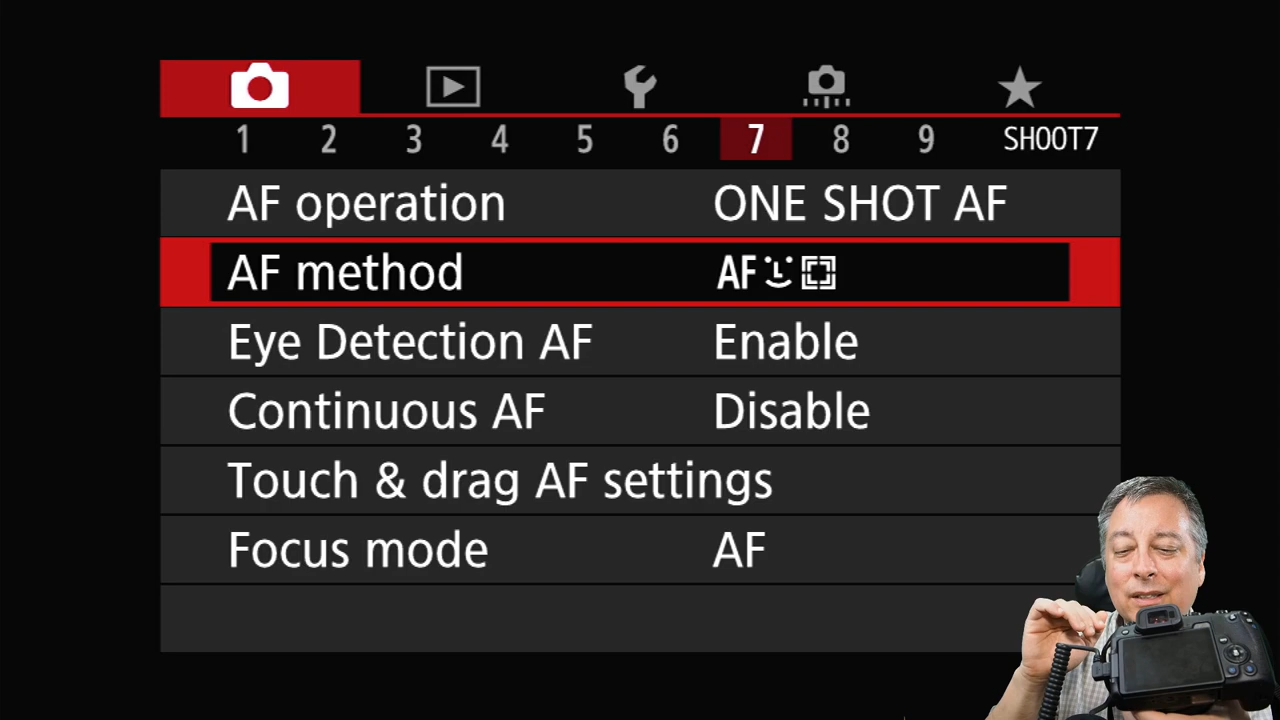 1 2 3 4 5 6 7 8 9 SHOOT7
AF operation ONE SHOT AF
AF method AF
Eye Detection AF Enable
Continuous AF Disable
Touch & drag AF settings
Focus mode AF